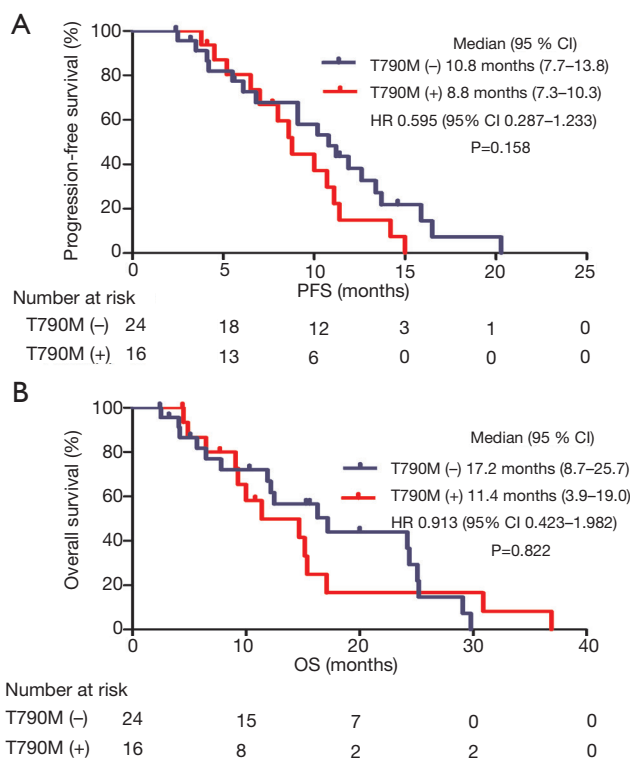 A
Progression-free survival (%)
100
80
60
40
20
0
Median (95 % CI)
T790M (–) 10.8 months (7.7–13.8)
T790M (+) 8.8 months (7.3–10.3)
HR 0.595 (95% CI 0.287–1.233)
P=0.158
0 5 10 15 20 25
PFS (months)
Number at risk
T790M (–) 24 18 12 3 1 0
T790M (+) 16 13 6 0 0 0
B
Overall survival (%)
100
80
60
40
20
0
Median (95 % CI)
T790M (–) 17.2 months (8.7–25.7)
T790M (+) 11.4 months (3.9–19.0)
HR 0.913 (95% CI 0.423–1.982)
P=0.822
0 10 20 30 40
OS (months)
Number at risk
T790M (–) 24 15 7 0 0
T790M (+) 16 8 2 2 0